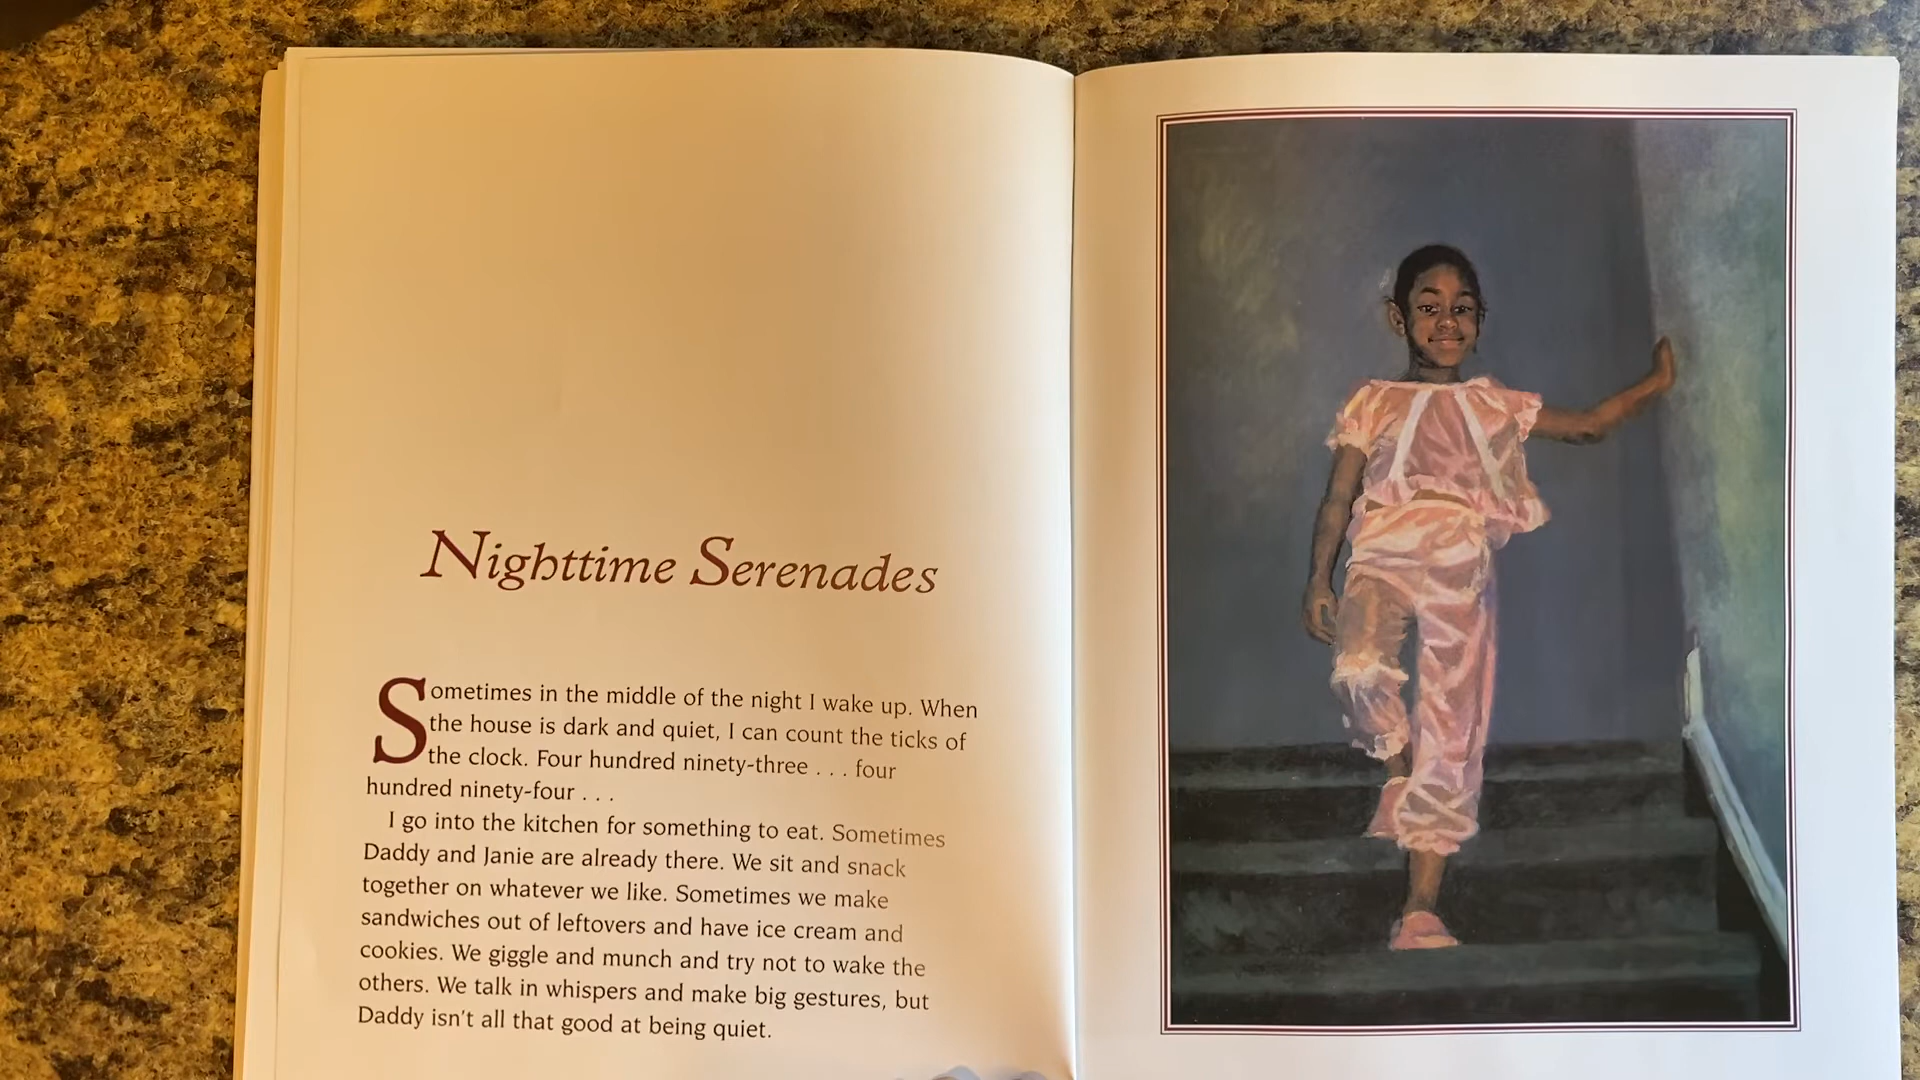 Nighttime Serenades
Sometimes in the middle of the night I wake up. When
the house is dark and quiet, I can count the ticks of
the clock. Four hundred ninety-three . . . four
hundred ninety-four . . .
I go into the kitchen for something to eat. Sometimes
Daddy and Janie are already there. We sit and snack
together on whatever we like. Sometimes we make
sandwiches out of leftovers and have ice cream and
cookies. We giggle and munch and try not to wake the
others. We talk in whispers and make big gestures, but
Daddy isn't all that good at being quiet.